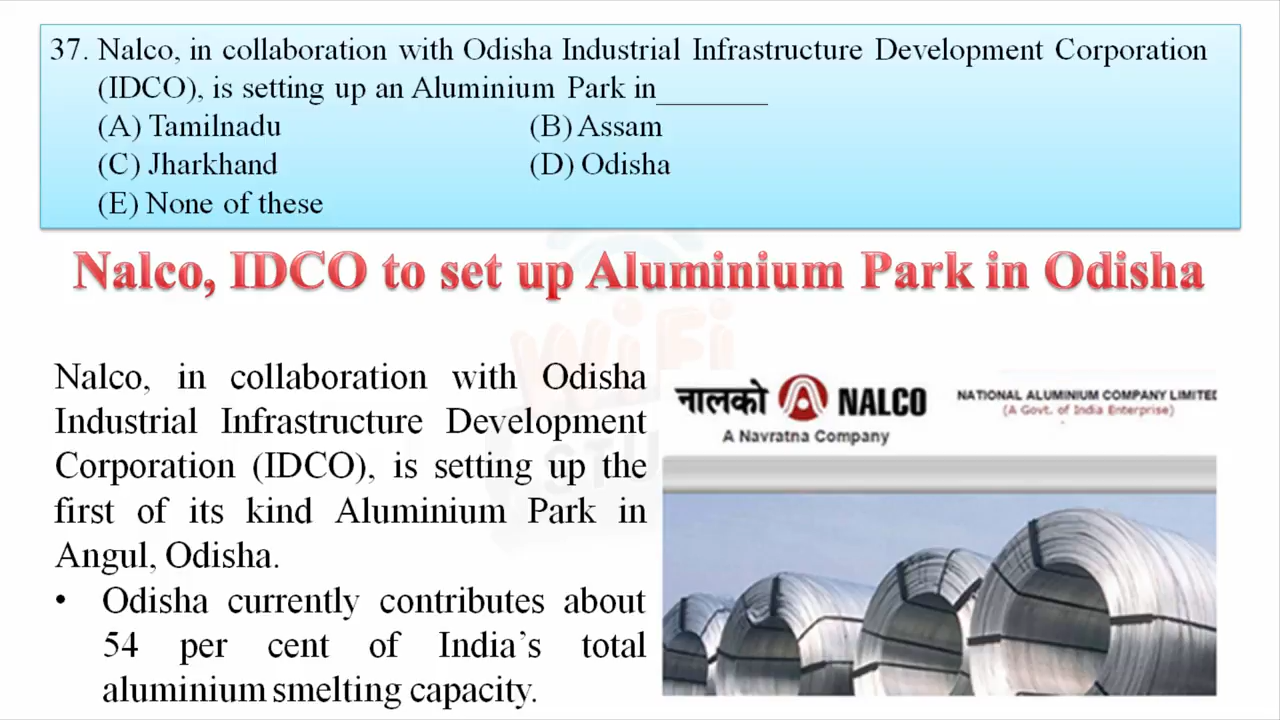 37. Nalco, in collaboration with Odisha Industrial Infrastructure Development Corporation
(IDCO), is setting up an Aluminium Park in________
(A) Tamilnadu (B) Assam
(C) Jharkhand (D) Odisha
(E) None of these
Nalco, IDCO to set up Aluminium Park in Odisha
WiFi
STU
Nalco, in collaboration with Odisha
Industrial Infrastructure Development
Corporation (IDCO), is setting up the
first of its kind Aluminium Park in
Angul, Odisha.
• Odisha currently contributes about
54 per cent of India's total
aluminium smelting capacity.
नालको NALCO
A Navratna Company
NATIONAL ALUMINIUM COMPANY LIMITED
(A Govt. of India Enterprise)